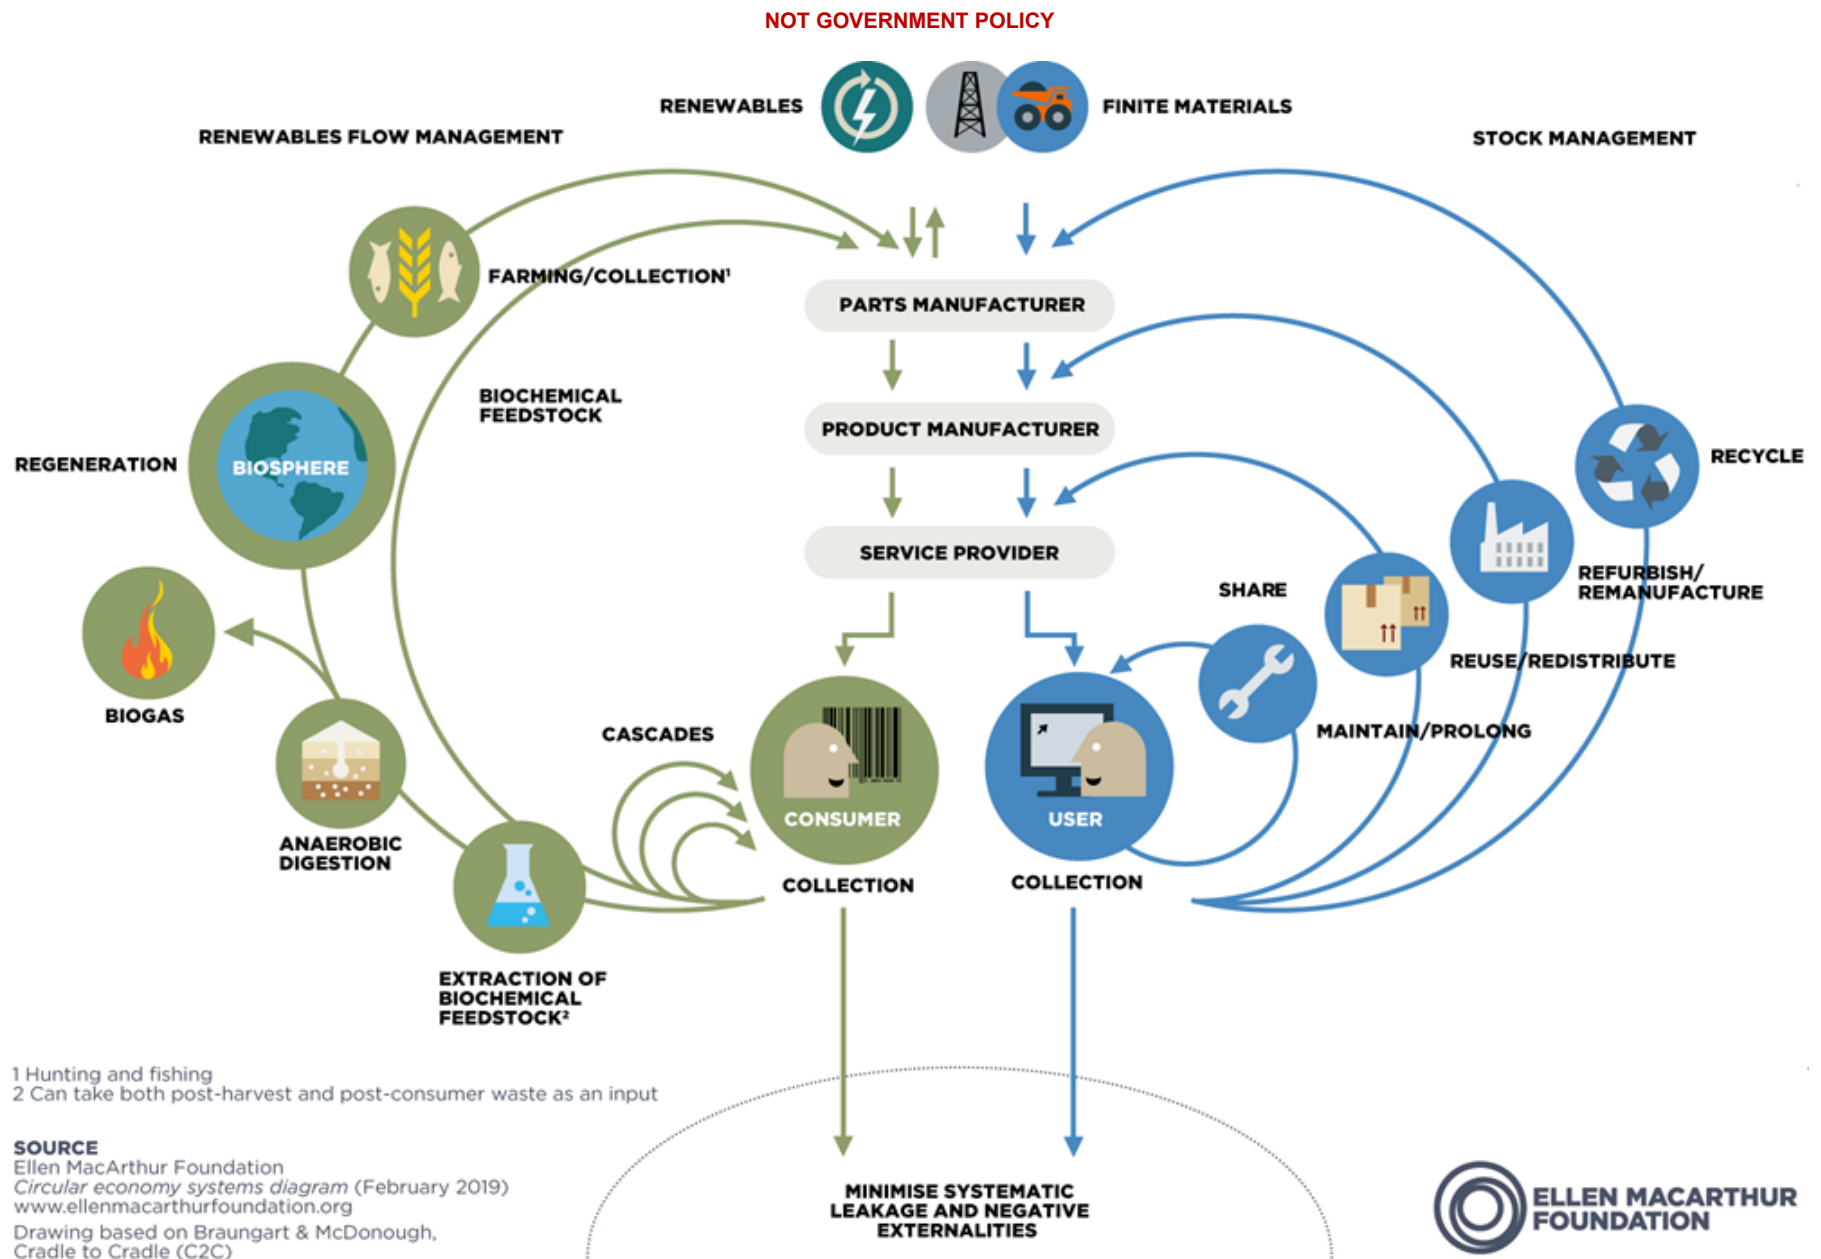 NOT GOVERNMENT POLICY
RENEWABLES
FINITE MATERIALS
RENEWABLES FLOW MANAGEMENT
STOCK MANAGEMENT
FARMING/COLLECTION¹
PARTS MANUFACTURER
BIOCHEMICAL
FEEDSTOCK
PRODUCT MANUFACTURER
REGENERATION
BIOSPHERE
RECYCLE
SERVICE PROVIDER
SHARE
REFURBISH/
REMANUFACTURE
REUSE/REDISTRIBUTE
BIOGAS
CASCADES
MAINTAIN/PROLONG
CONSUMER
USER
ANAEROBIC
DIGESTION
COLLECTION
COLLECTION
EXTRACTION OF
BIOCHEMICAL
FEEDSTOCK²
1 Hunting and fishing
2 Can take both post-harvest and post-consumer waste as an input
SOURCE
Ellen MacArthur Foundation
Circular economy systems diagram (February 2019)
www.ellenmacarthurfoundation.org
Drawing based on Braungart & McDonough,
Cradle to Cradle (C2C)
MINIMISE SYSTEMATIC
LEAKAGE AND NEGATIVE
EXTERNALITIES
ELLEN MACARTHUR
FOUNDATION